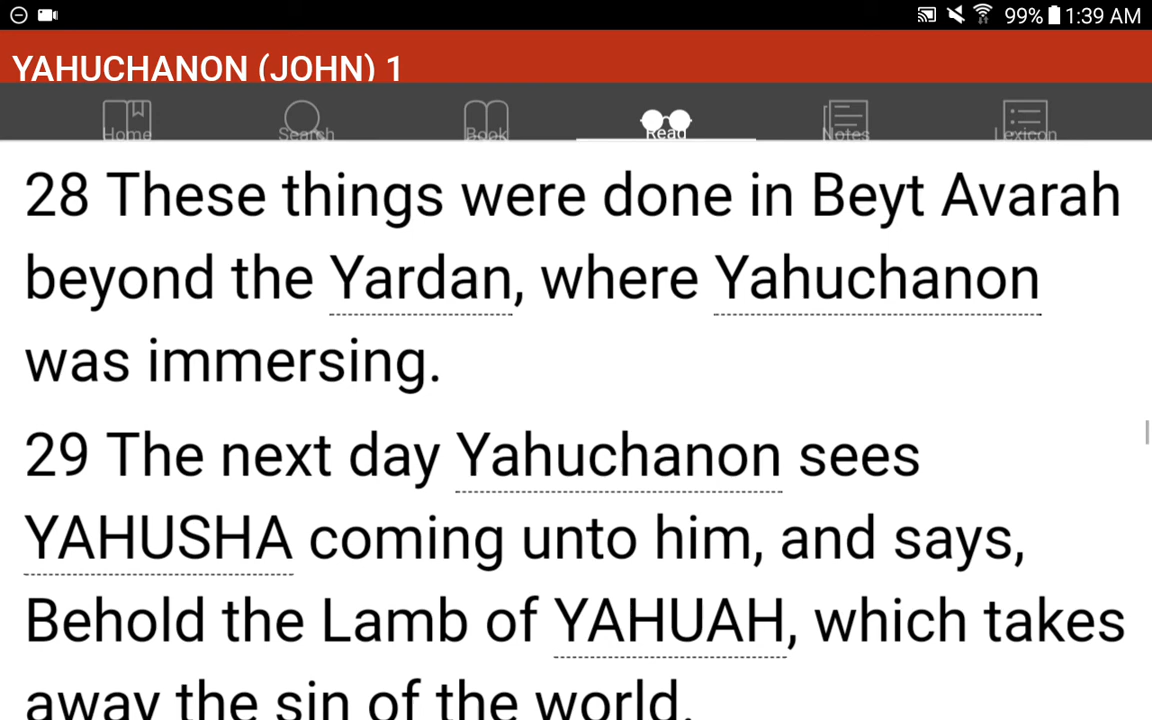 99% 1:39 AM
YAHUCHANON (JOHN) 1
Home Search Book Read Notes Lexicon
28 These things were done in Beyt Avarah
beyond the Yardan, where Yahuchanon
was immersing.
29 The next day Yahuchanon sees
YAHUSHA coming unto him, and says,
Behold the Lamb of YAHUAH, which takes
away the sin of the world.